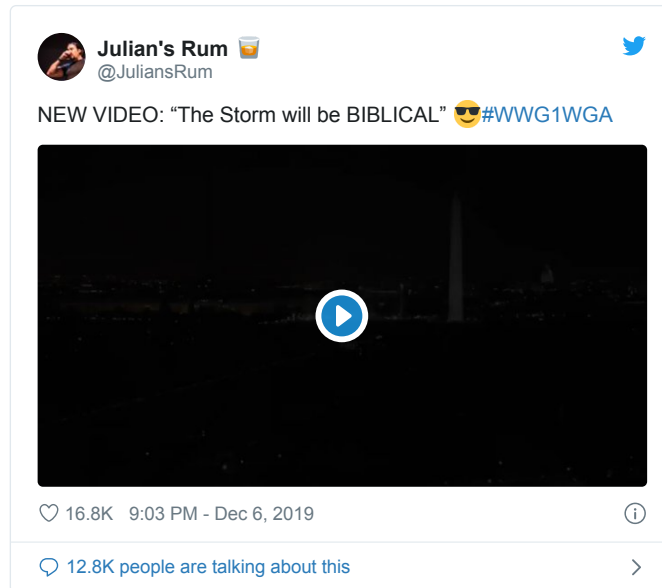 Julian's Rum 🥃
@JuliansRum
NEW VIDEO: “The Storm will be BIBLICAL” 😎#WWG1WGA
16.8K 9:03 PM - Dec 6, 2019
12.8K people are talking about this